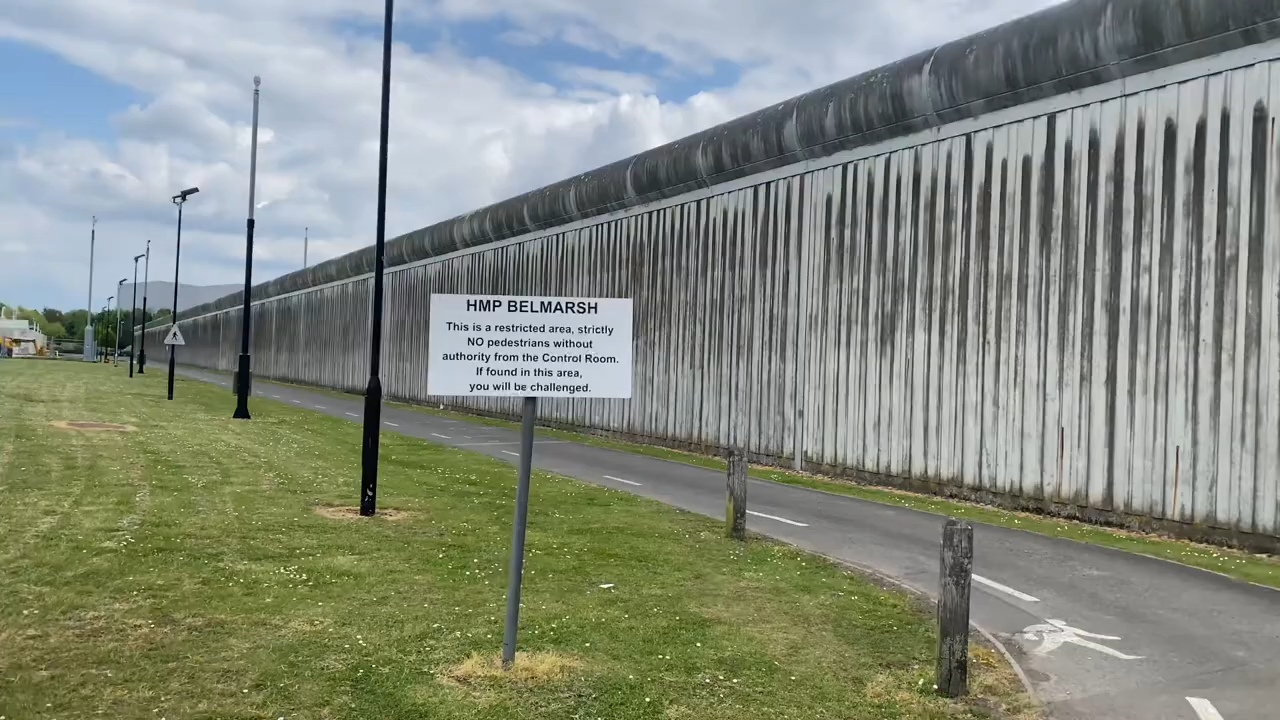 HMP BELMARSH
This is a restricted area, strictly
NO pedestrians without
authority from the Control Room.
If found in this area,
you will be challenged.